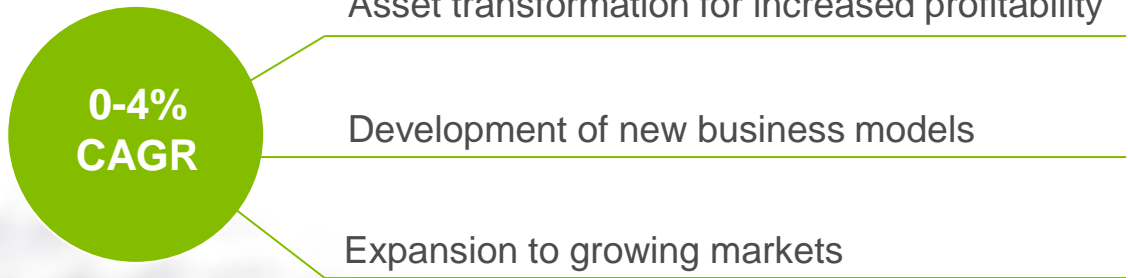 Asset transformation for increased profitability
0-4%
CAGR
Development of new business models
Expansion to growing markets